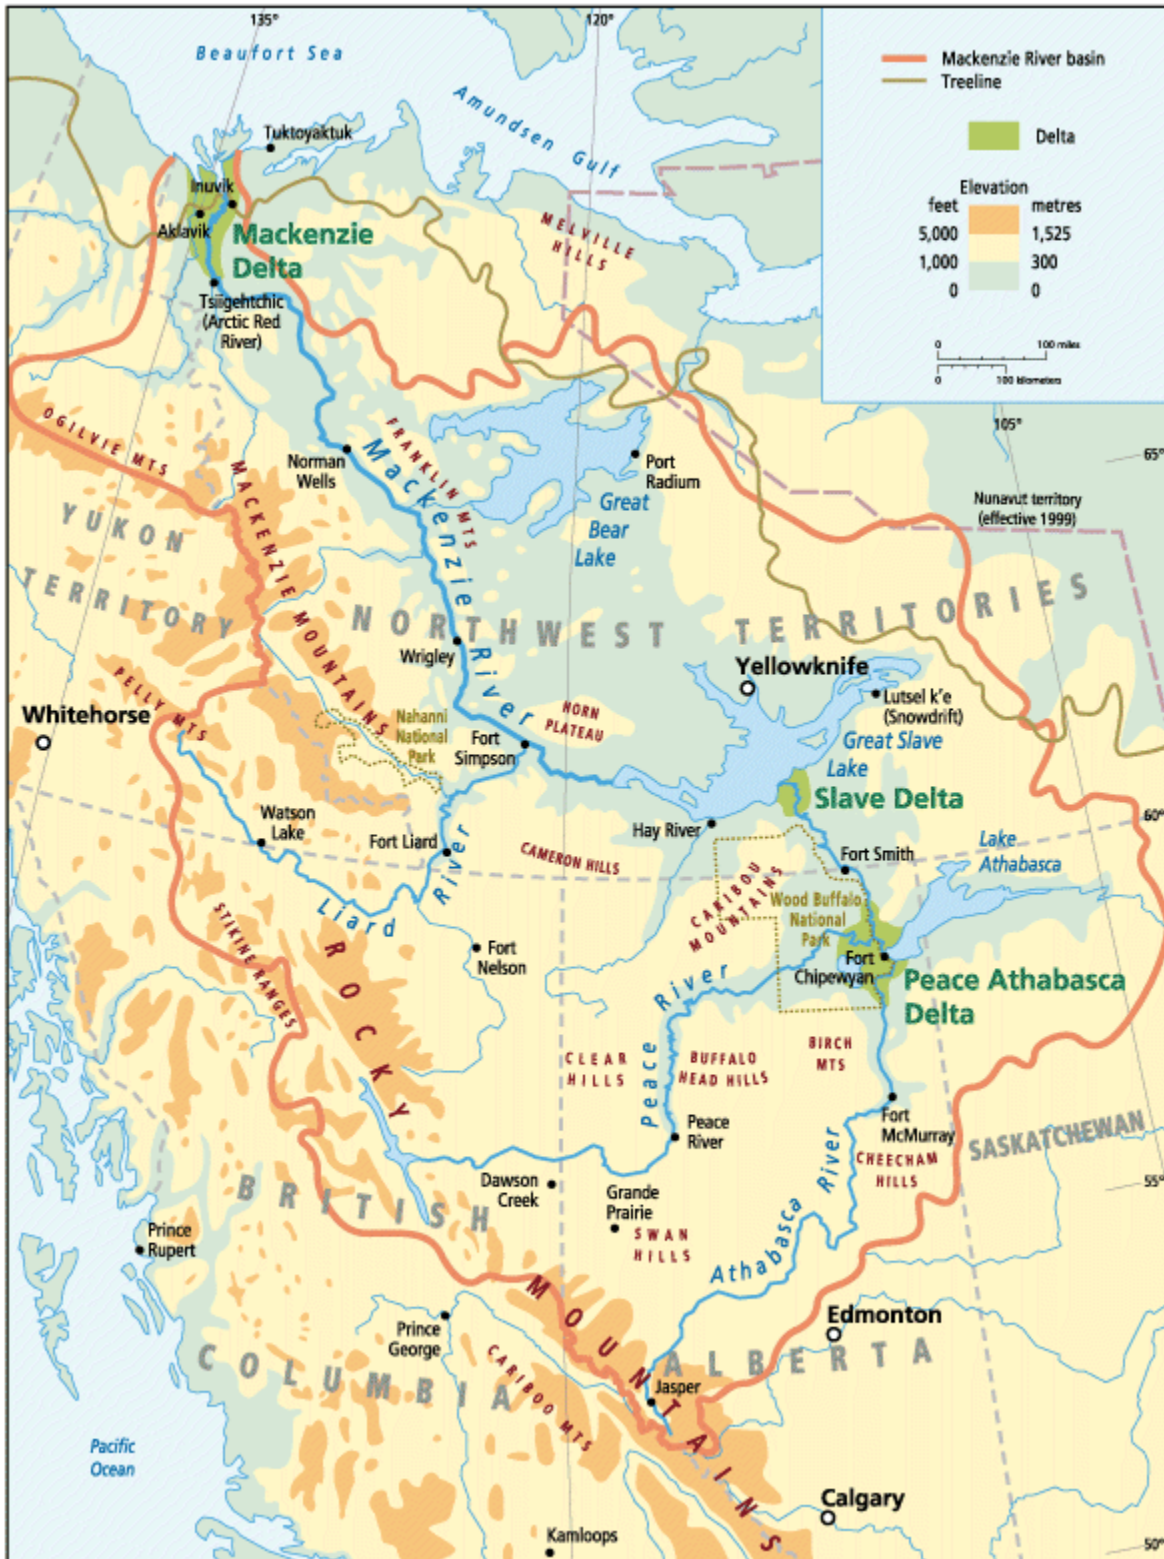 135°
120°
Beaufort Sea
Amundsen Gulf
Mackenzie River basin
Treeline
Delta
Elevation
feet
metres
5,000
1,525
1,000
300
0
0
0
100 miles
0
100 kilometers
Tuktoyaktuk
Inuvik
Aklavik
Mackenzie
Delta
MELVILLE
HILLS
Tsiigehtchic
(Arctic Red
River)
105°
65°
OGILVIE MTS
Norman
Wells
FRANKLIN MTS
Mackenzie River
Port
Radium
Great
Bear
Lake
Nunavut territory
(effective 1999)
MACKENZIE MOUNTAINS
YUKON
TERRITORY
NORTHWEST TERRITORIES
Wrigley
Yellowknife
PELLY MTS
Whitehorse
Nahanni
National
Park
HORN
PLATEAU
Lutsel k'e
(Snowdrift)
Fort
Simpson
Great Slave
Lake
Slave Delta
Watson
Lake
Fort Liard
Hay River
Lake
Athabasca
60°
CAMERON HILLS
Fort Smith
Liard River
CARIBOU
MOUNTAINS
Wood Buffalo
National
Park
STIKINE RANGES
Fort
Nelson
Fort
Chipewyan
Peace Athabasca
Delta
ROCKY
Peace River
CLEAR
HILLS
BUFFALO
HEAD HILLS
BIRCH
MTS
Peace
River
Fort
McMurray
SASKATCHEWAN
CHEECHAM
HILLS
Dawson
Creek
Grande
Prairie
55°
BRITISH
Prince
Rupert
SWAN
HILLS
Athabasca River
MOUNTAINS
Prince
George
Edmonton
COLUMBIA
CARIBOO MTS
ALBERTA
Jasper
Pacific
Ocean
Calgary
Kamloops
50°